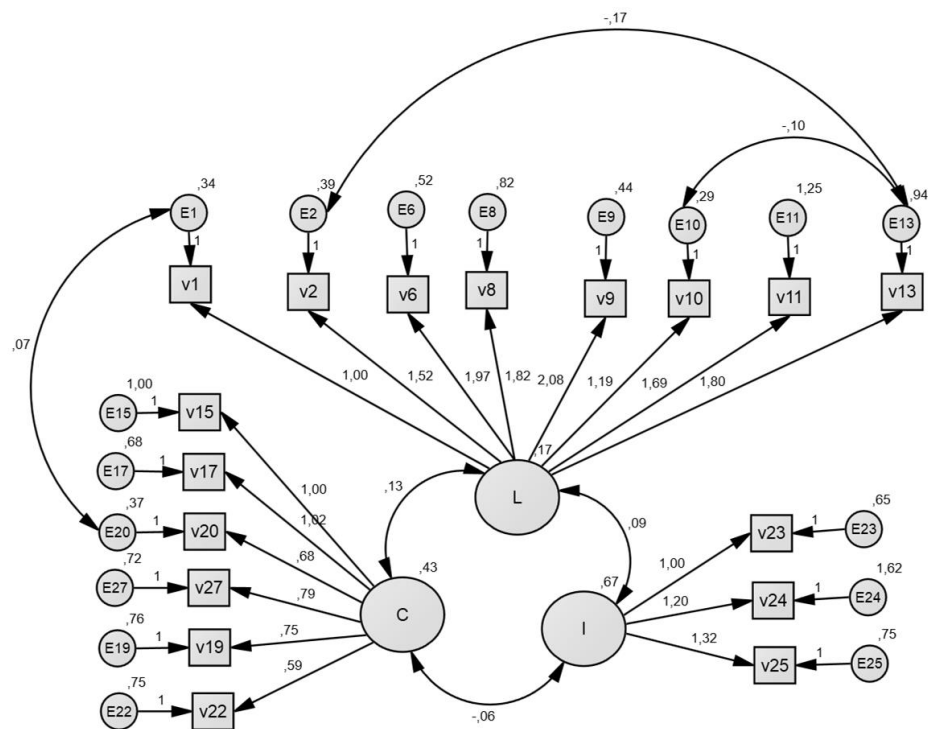 -,17
-,10
,34
,39
,52
,82
,44
,29
1,25
,94
E1
E2
E6
E8
E9
E10
E11
E13
1
1
1
1
1
1
1
1
v1
v2
v6
v8
v9
v10
v11
v13
,07
1,00
1,52
1,97
1,82
2,08
1,19
1,69
1,80
1,00
E15
1
v15
,68
E17
1
v17
,37
E20
1
v20
,72
E27
1
v27
,76
E19
1
v19
,75
E22
1
v22
1,00
1,02
,68
,79
,75
,59
,17
L
,13
,09
,43
C
,67
I
-,06
1,00
1,20
1,32
v23
1
E23
,65
v24
1
E24
1,62
v25
1
E25
,75